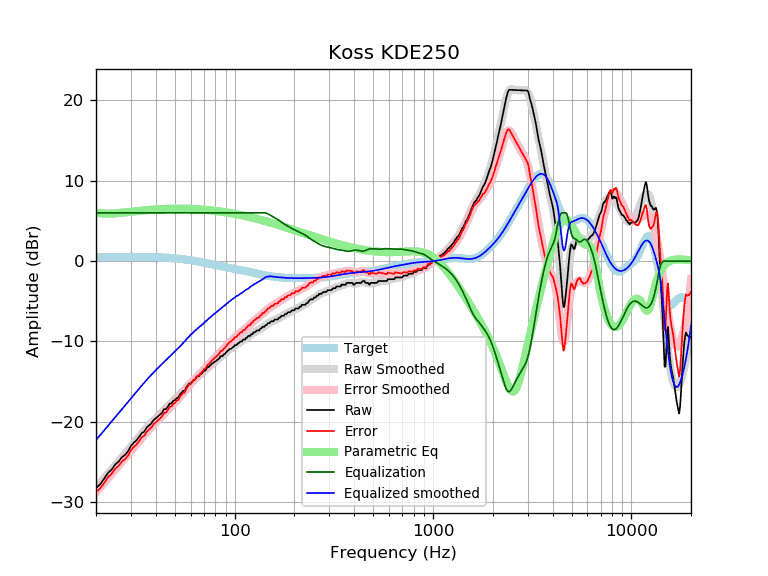 Koss KDE250
Amplitude (dBr)
20
10
0
−10
−20
−30
Target
Raw Smoothed
Error Smoothed
Raw
Error
Parametric Eq
Equalization
Equalized smoothed
100
1000
10000
Frequency (Hz)